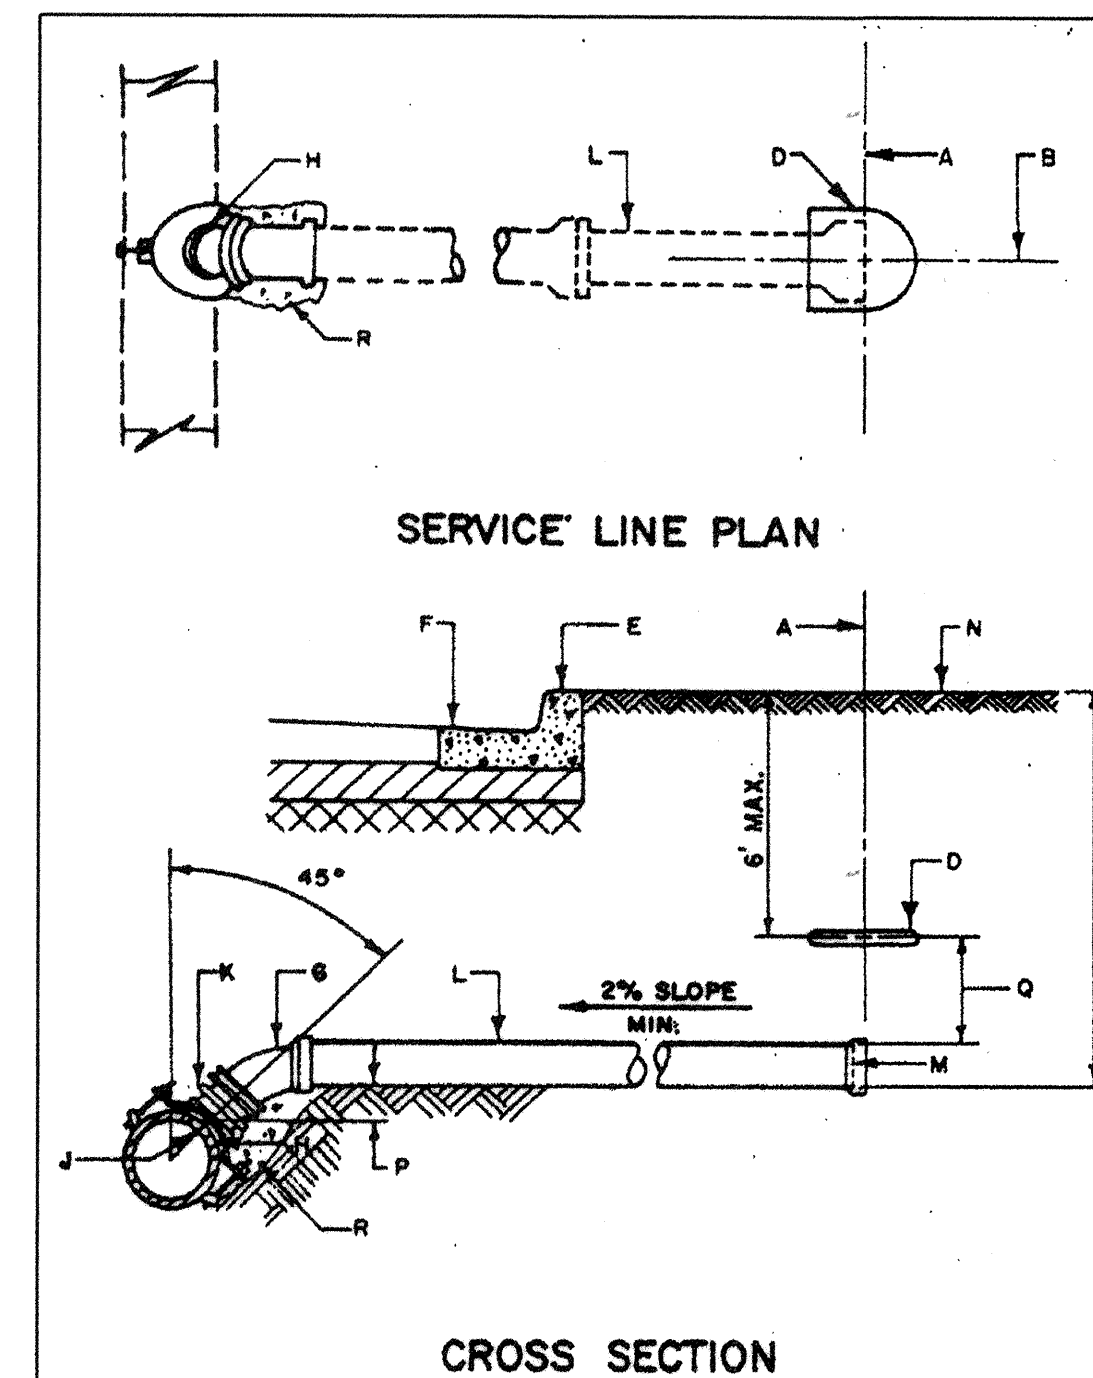 H
L
D
A
B
R
SERVICE LINE PLAN
F
E
A
N
6' MAX.
45°
D
K
G
L
2% SLOPE
MIN.
Q
M
J
H
P
R
CROSS SECTION